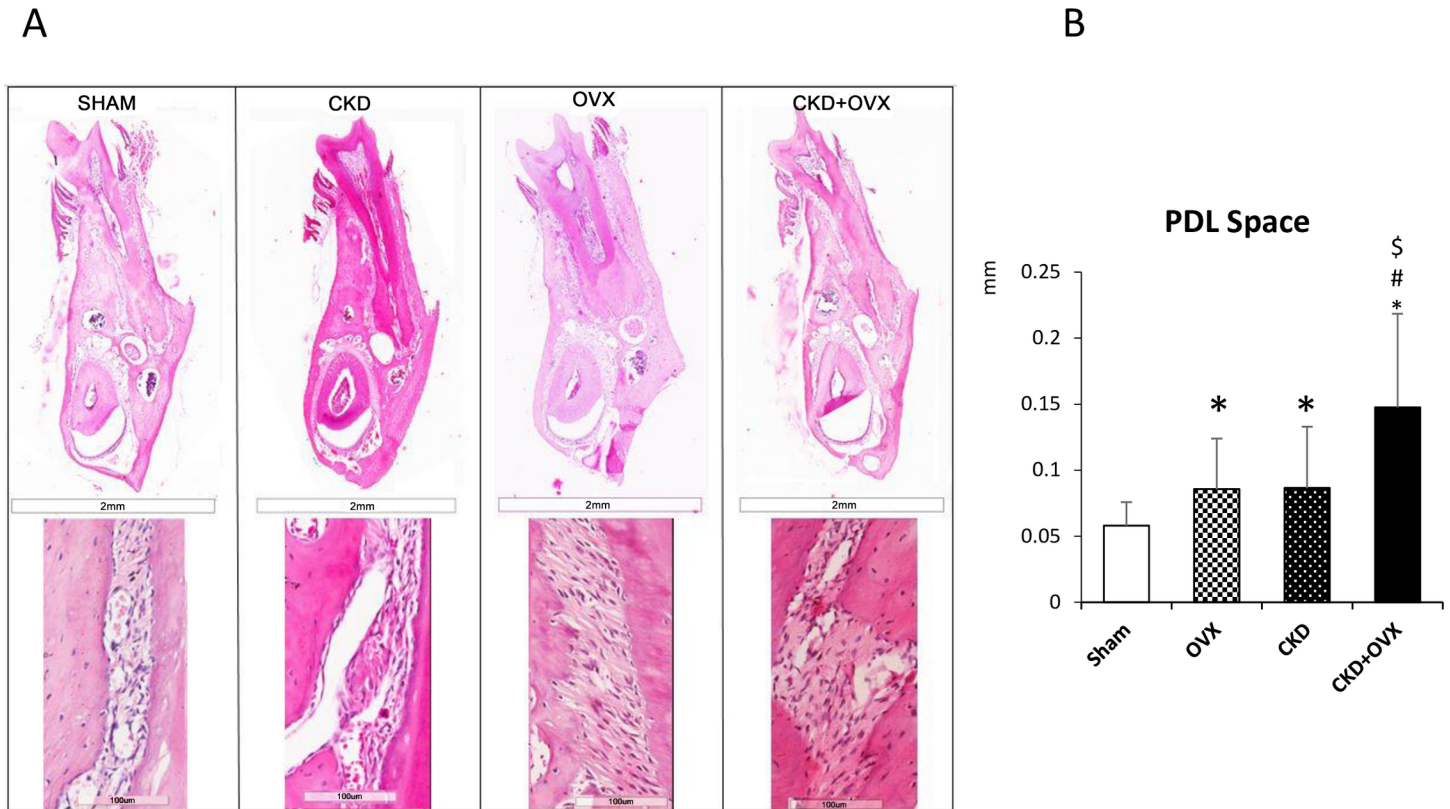 A
SHAM
CKD
OVX
CKD+OVX
2mm
2mm
2mm
2mm
100um
100um
100um
100um
B
PDL Space
mm
0.25
0.2
0.15
0.1
0.05
0
*
*
$
#
*
Sham
OVX
CKD
CKD+OVX